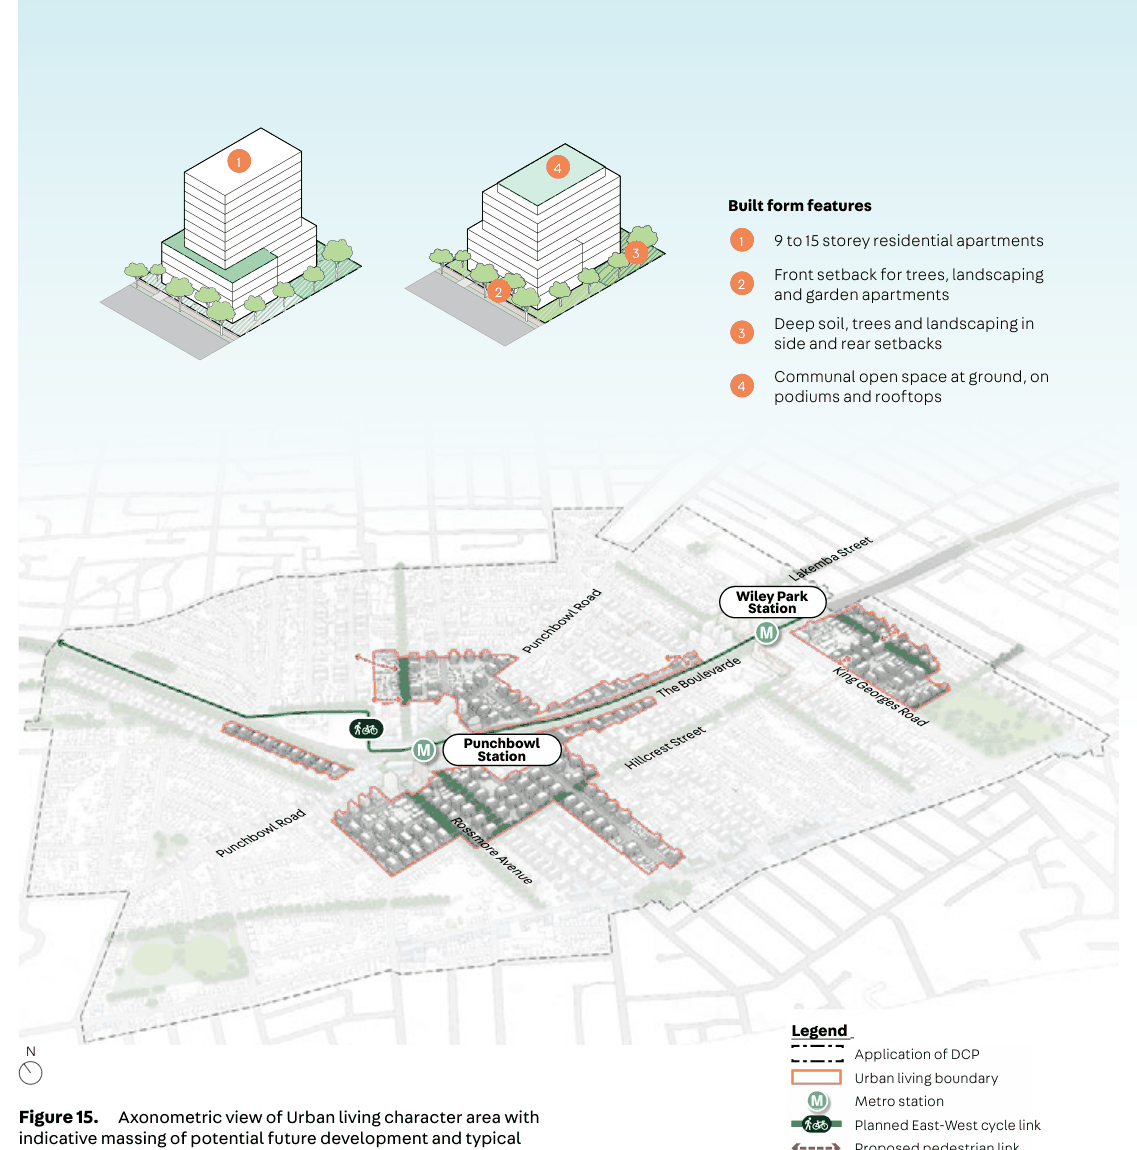 1
4
3
2
Built form features
1 9 to 15 storey residential apartments
2 Front setback for trees, landscaping
and garden apartments
3 Deep soil, trees and landscaping in
side and rear setbacks
4 Communal open space at ground, on
podiums and rooftops
Lakemba Street
Wiley Park
Station
M
Punchbowl Road
The Boulevarde
King Georges Road
M
Punchbowl
Station
Hillcrest Street
Punchbowl Road
Rossmore Avenue
Legend
N
Application of DCP
Urban living boundary
M Metro station
Planned East-West cycle link
Proposed pedestrian link
Figure 15. Axonometric view of Urban living character area with
indicative massing of potential future development and typical